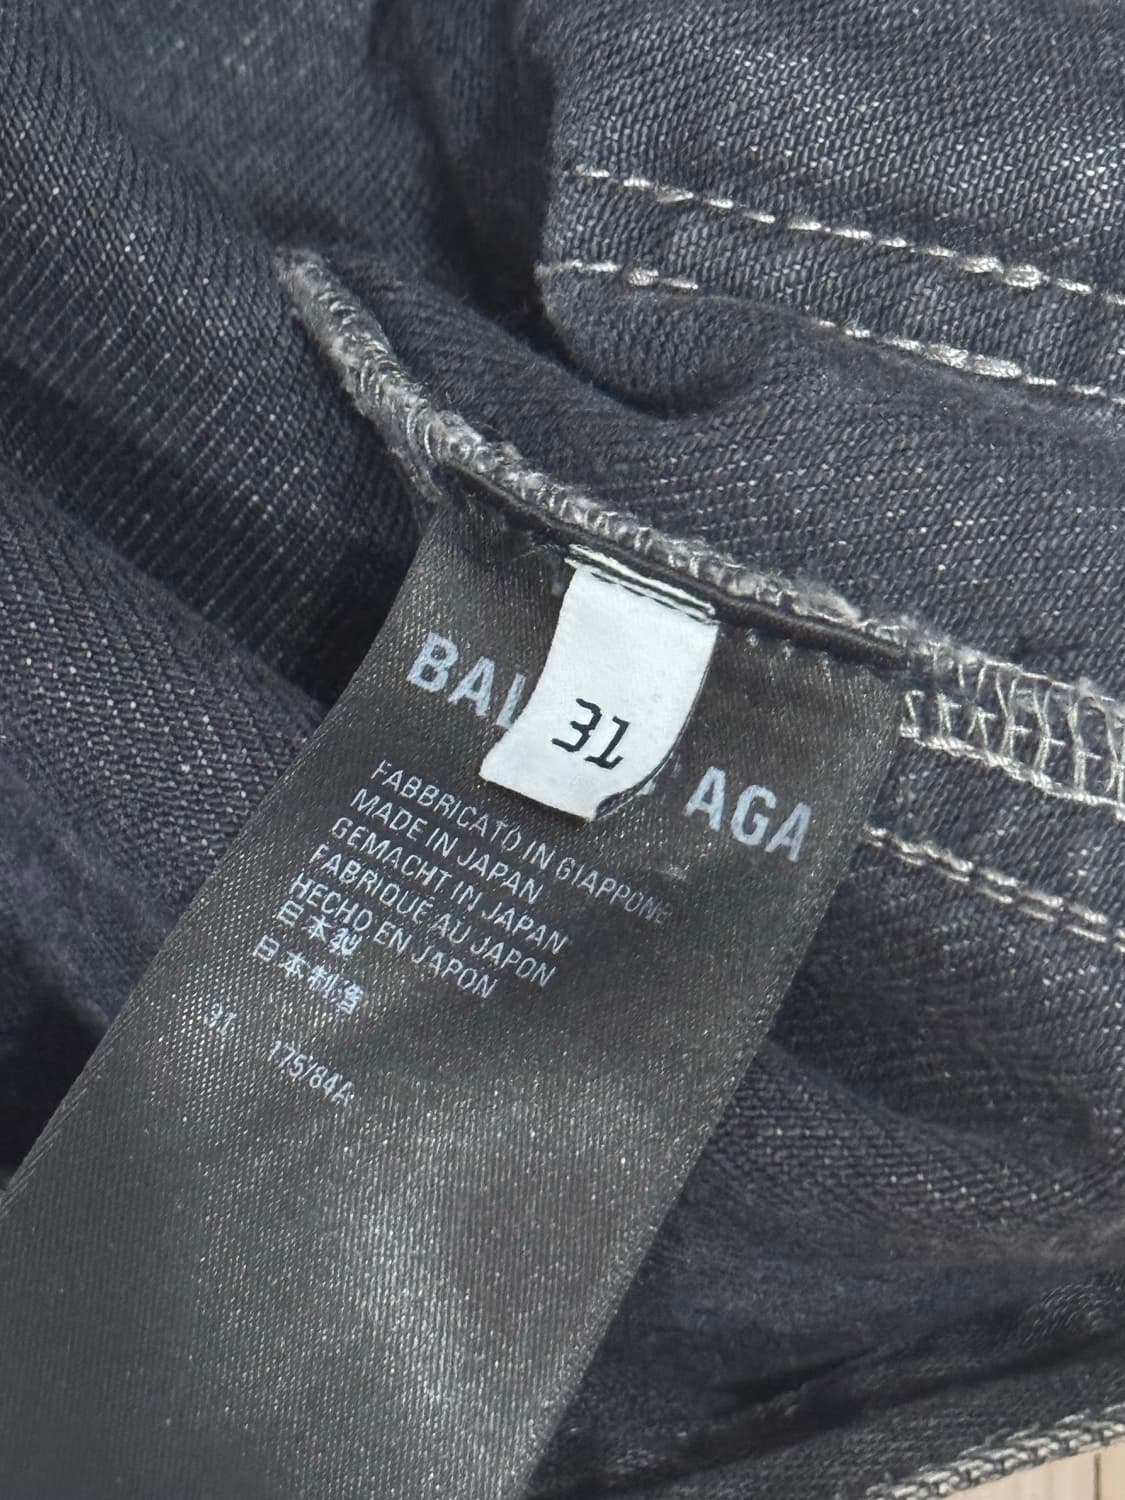 BAL AGA
31
FABBRICATO IN GIAPPONE
MADE IN JAPAN
GEMACHT IN JAPAN
FABRIQUÉ AU JAPON
HECHO EN JAPON
日本製
日本制造
31 175/84A